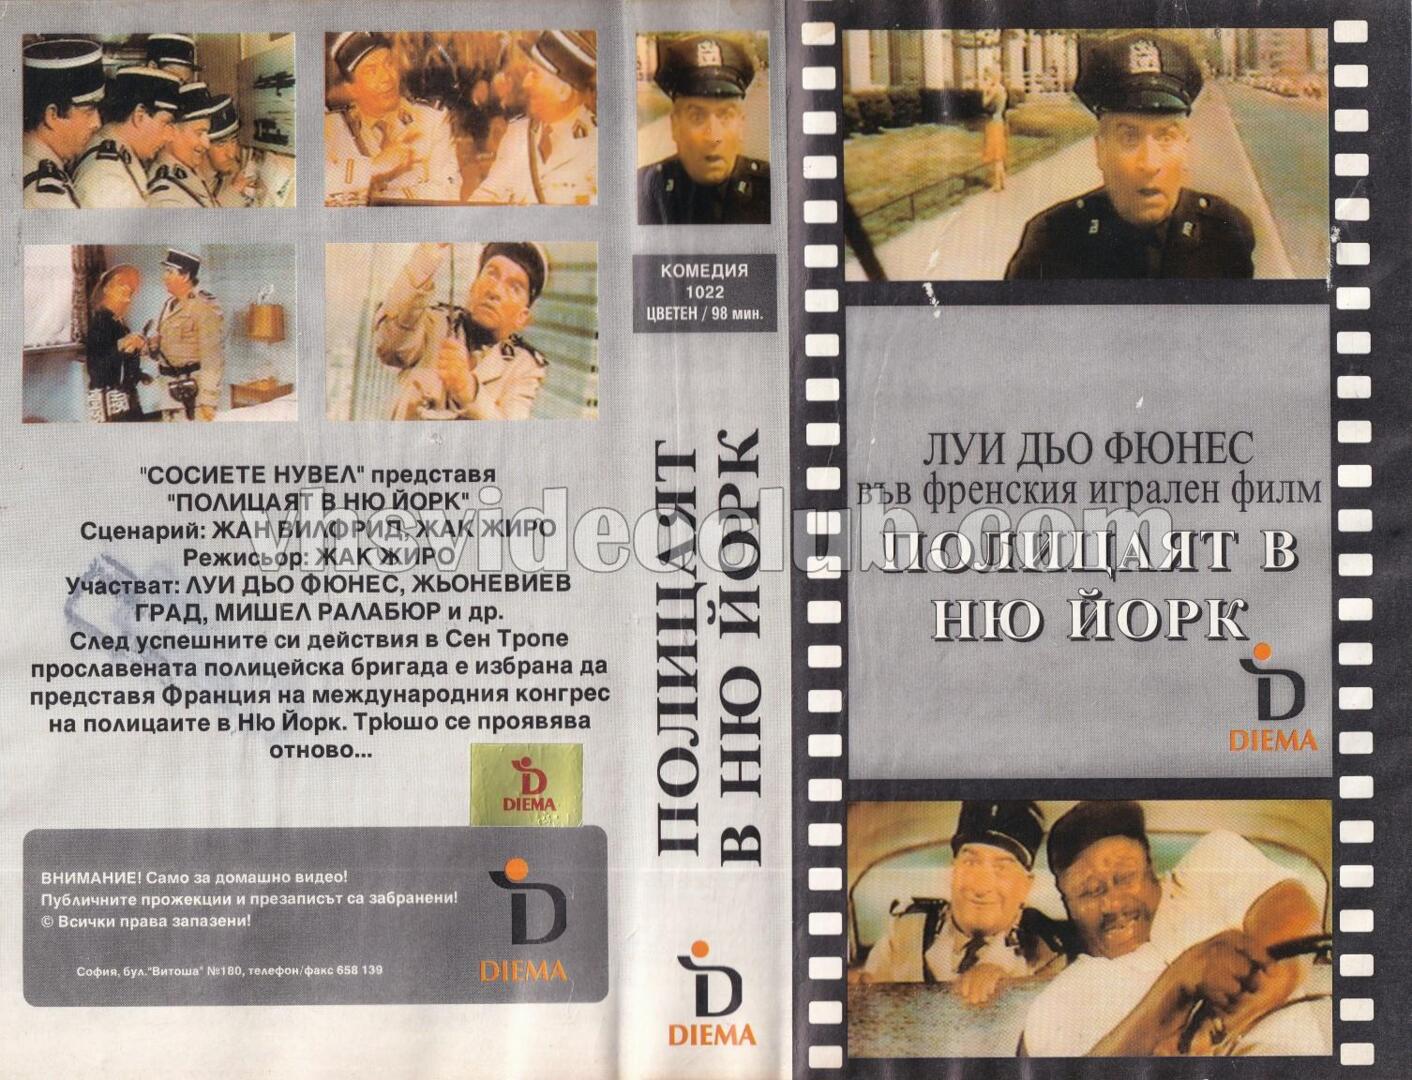 "СОСИЕТЕ НУВЕЛ" представя
"ПОЛИЦАЯТ В НЮ ЙОРК"
Сценарий: ЖАН ВИЛФРИД, ЖАК ЖИРО
Режисьор: ЖАК ЖИРО
Участват: ЛУИ ДЬО ФЮНЕС, ЖЬОНЕВИЕВ
ГРАД, МИШЕЛ РАЛАБЮР и др.
След успешните си действия в Сен Тропе
прославената полицейска бригада е избрана да
представя Франция на международния конгрес
на полицаите в Ню Йорк. Трюшо се проявява
отново...
DIEMA
ВНИМАНИЕ! Само за домашно видео!
Публичните прожекции и презаписът са забранени!
© Всички права запазени!
София, бул."Витоша" №180, телефон/факс 658 139
DIEMA
КОМЕДИЯ
1022
ЦВЕТЕН / 98 мин.
ПОЛИЦАЯТ
В НЮ ЙОРК
DIEMA
ЛУИ ДЬО ФЮНЕС
във френския игрален филм
ПОЛИЦАЯТ В
НЮ ЙОРК
DIEMA
vhsvideoclub.com